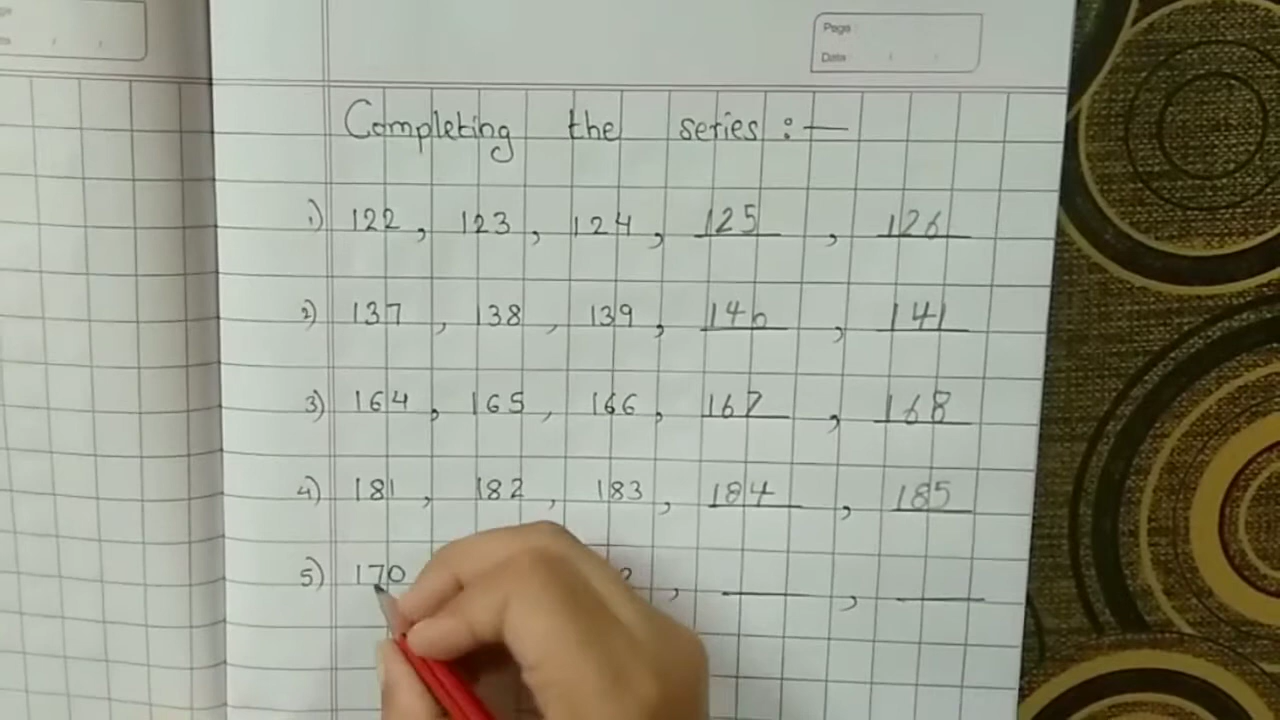 Page
Date / /
Completing the series :—
1) 122, 123, 124, 125, 126
2) 137, 138, 139, 140, 141
3) 164, 165, 166, 167, 168
4) 181, 182, 183, 184, 185
5) 170 , ,